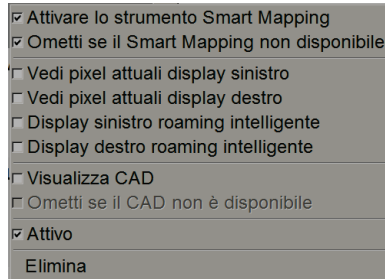 Attivare lo strumento Smart Mapping
Ometti se il Smart Mapping non disponibile
Vedi pixel attuali display sinistro
Vedi pixel attuali display destro
Display sinistro roaming intelligente
Display destro roaming intelligente
Visualizza CAD
Ometti se il CAD non è disponibile
Attivo
Elimina